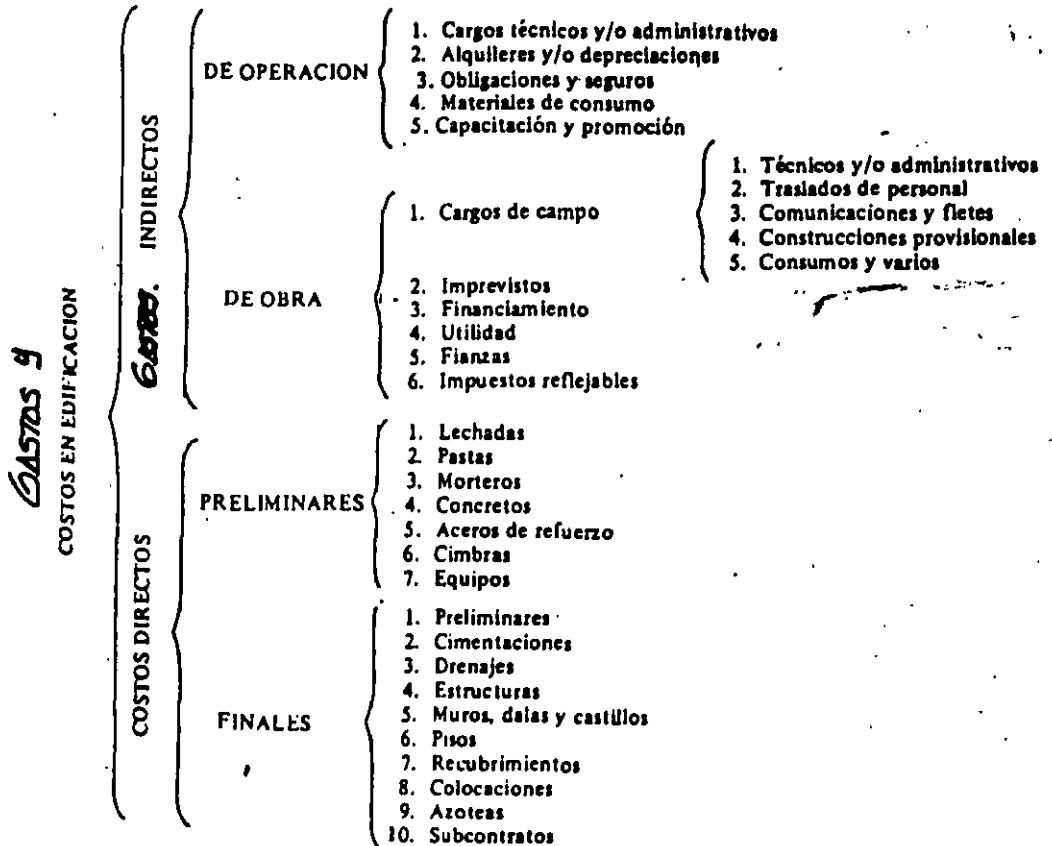 GASTOS Y
COSTOS EN EDIFICACION
GASTOS. INDIRECTOS
DE OPERACION
1. Cargos técnicos y/o administrativos
2. Alquileres y/o depreciaciones
3. Obligaciones y seguros
4. Materiales de consumo
5. Capacitación y promoción
DE OBRA
1. Cargos de campo
1. Técnicos y/o administrativos
2. Traslados de personal
3. Comunicaciones y fletes
4. Construcciones provisionales
5. Consumos y varios
2. Imprevistos
3. Financiamiento
4. Utilidad
5. Fianzas
6. Impuestos reflejables
COSTOS DIRECTOS
PRELIMINARES
1. Lechadas
2. Pastas
3. Morteros
4. Concretos
5. Aceros de refuerzo
6. Cimbras
7. Equipos
FINALES
1. Preliminares
2. Cimentaciones
3. Drenajes
4. Estructuras
5. Muros, dalas y castillos
6. Pisos
7. Recubrimientos
8. Colocaciones
9. Azoteas
10. Subcontratos